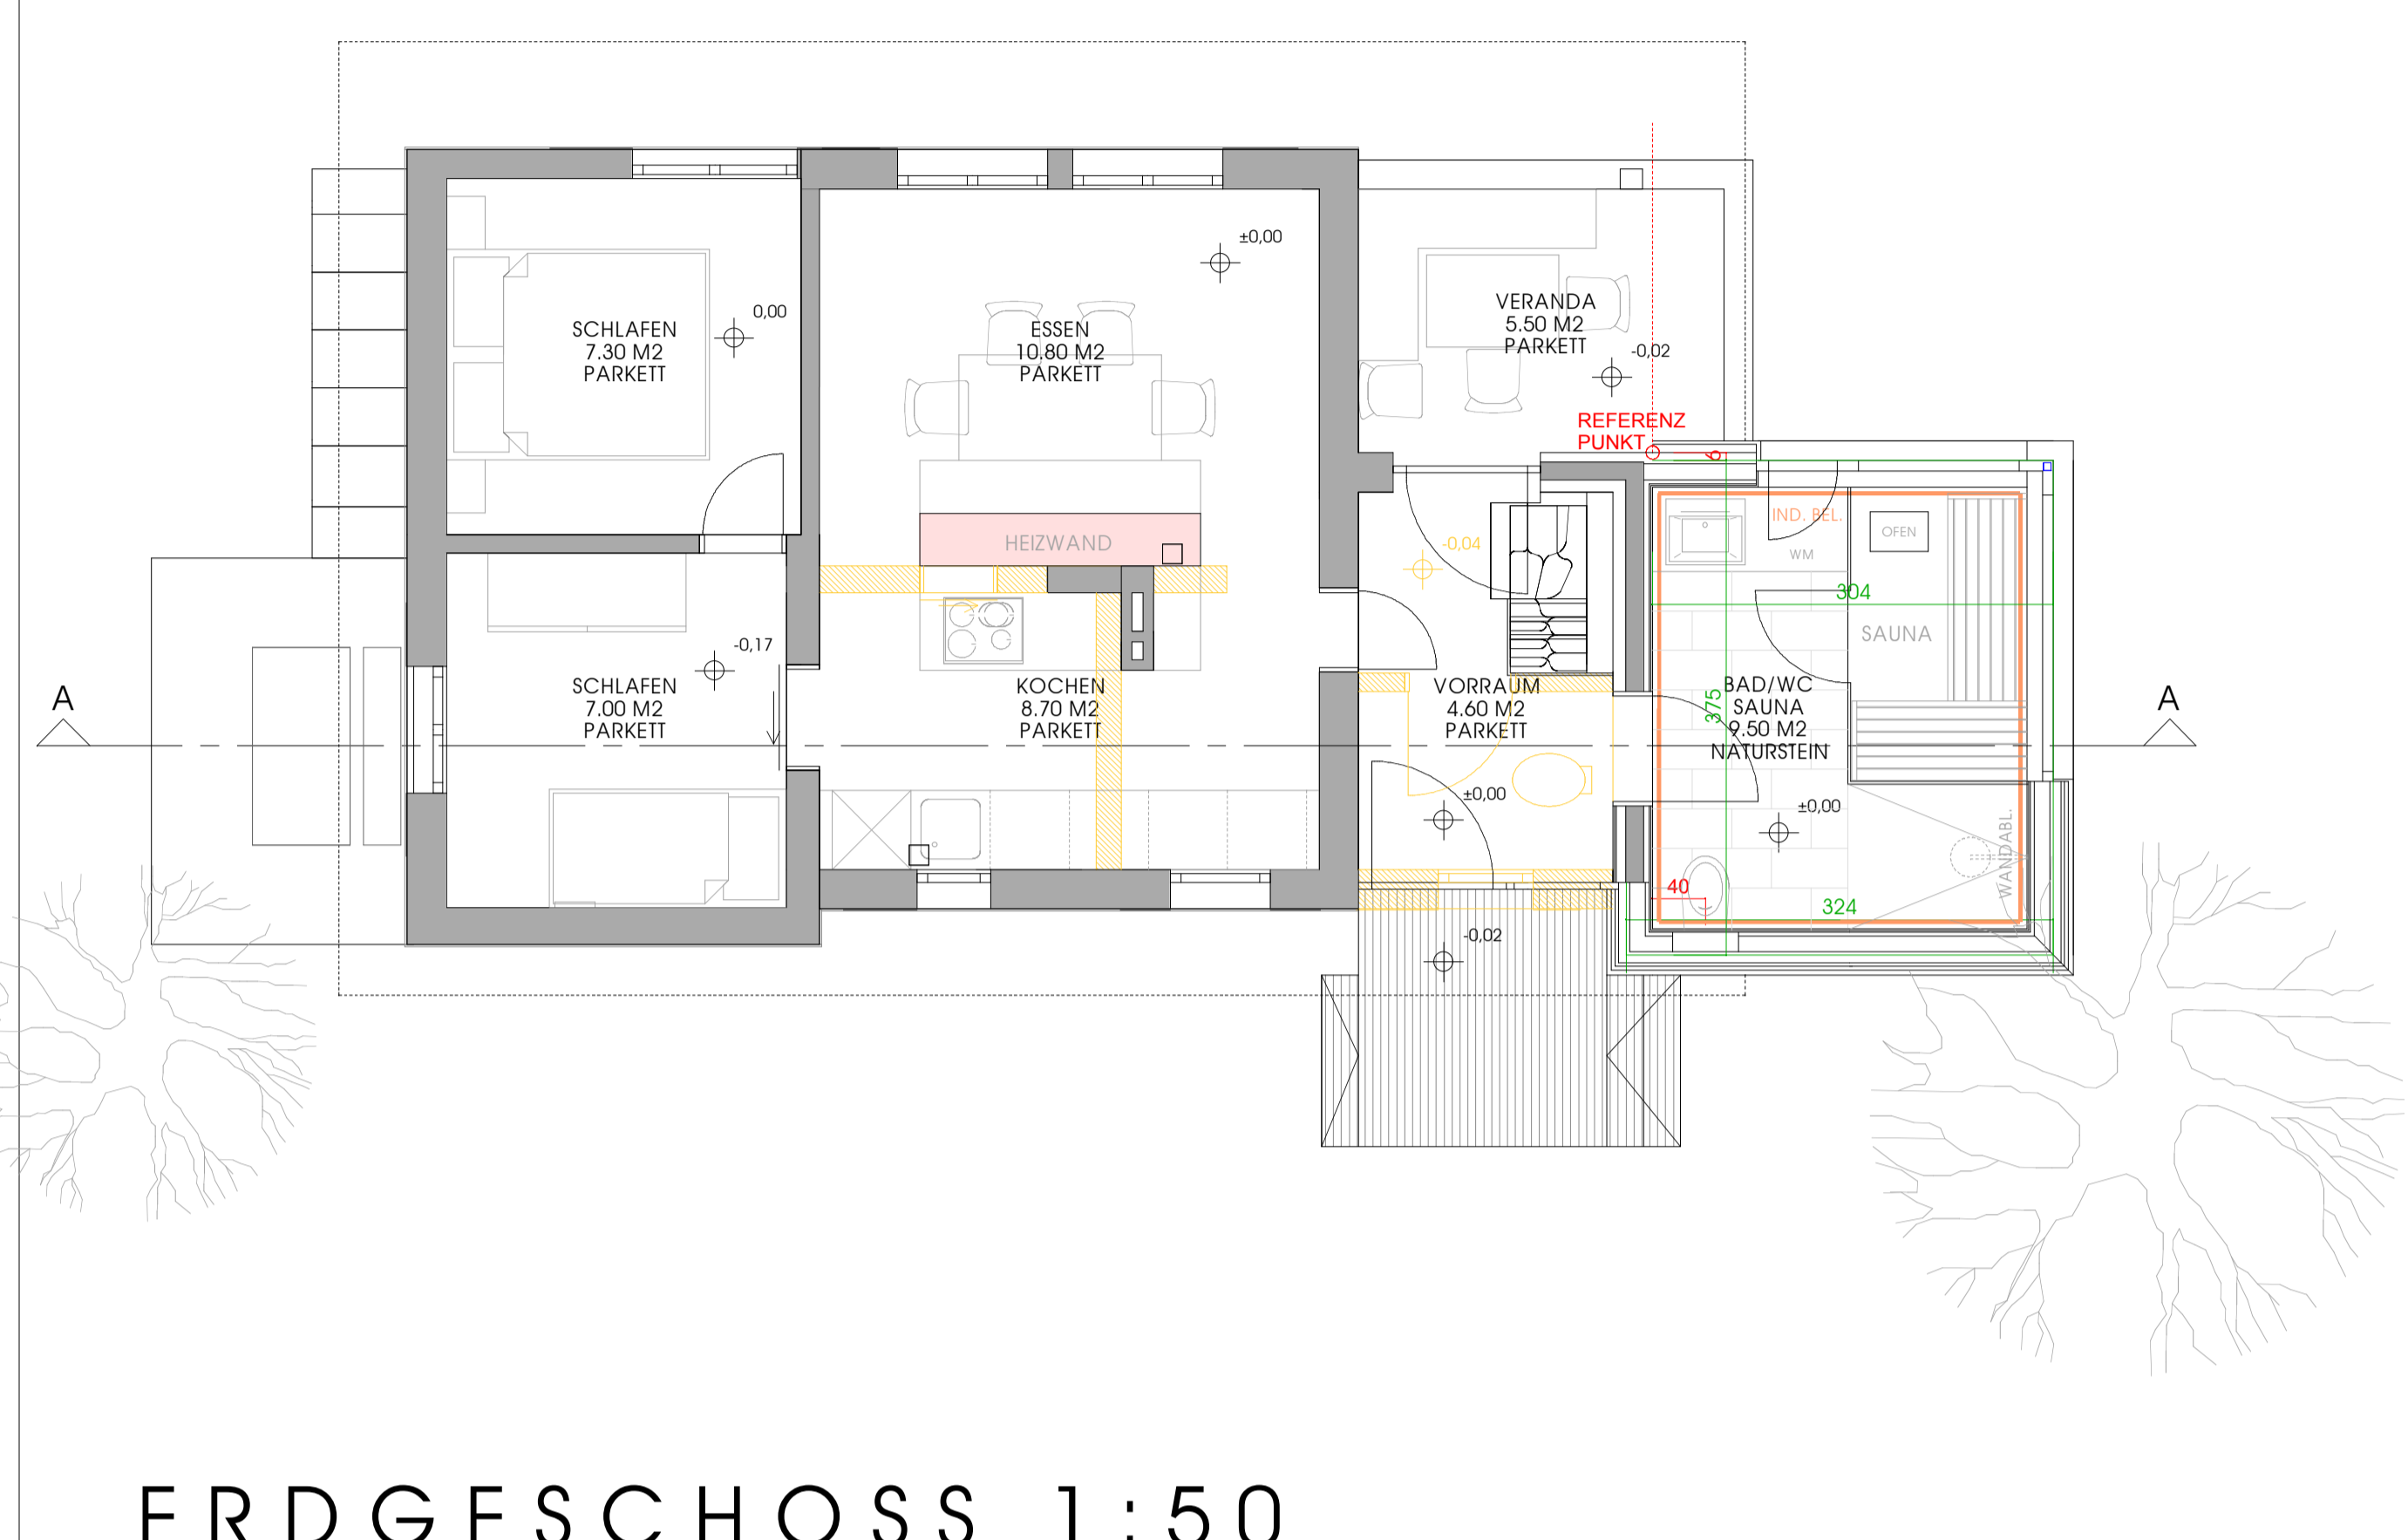 ±0,00
0,00
SCHLAFEN
7.30 M2
PARKETT
ESSEN
10.80 M2
PARKETT
VERANDA
5.50 M2
PARKETT
-0,02
REFERENZ
PUNKT
6
HEIZWAND
-0,04
IND. BEL.
WM
OFEN
304
SAUNA
-0,17
SCHLAFEN
7.00 M2
PARKETT
KOCHEN
8.70 M2
PARKETT
VORRAUM
4.60 M2
PARKETT
375
BAD/WC
SAUNA
9.50 M2
NATURSTEIN
A
A
±0,00
±0,00
WANDABL.
40
324
-0,02
ERDGESCHOSS 1:50